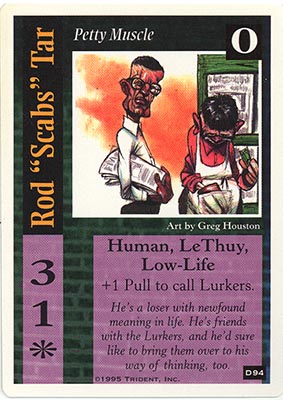 Petty Muscle
0
Rod “Scabs” Tar
Art by Greg Houston
3
1
*
Human, LeThuy,
Low-Life
+1 Pull to call Lurkers.
He's a loser with newfound
meaning in life. He's friends
with the Lurkers, and he'd sure
like to bring them over to his
way of thinking, too.
©1995 TRIDENT, INC.
D94